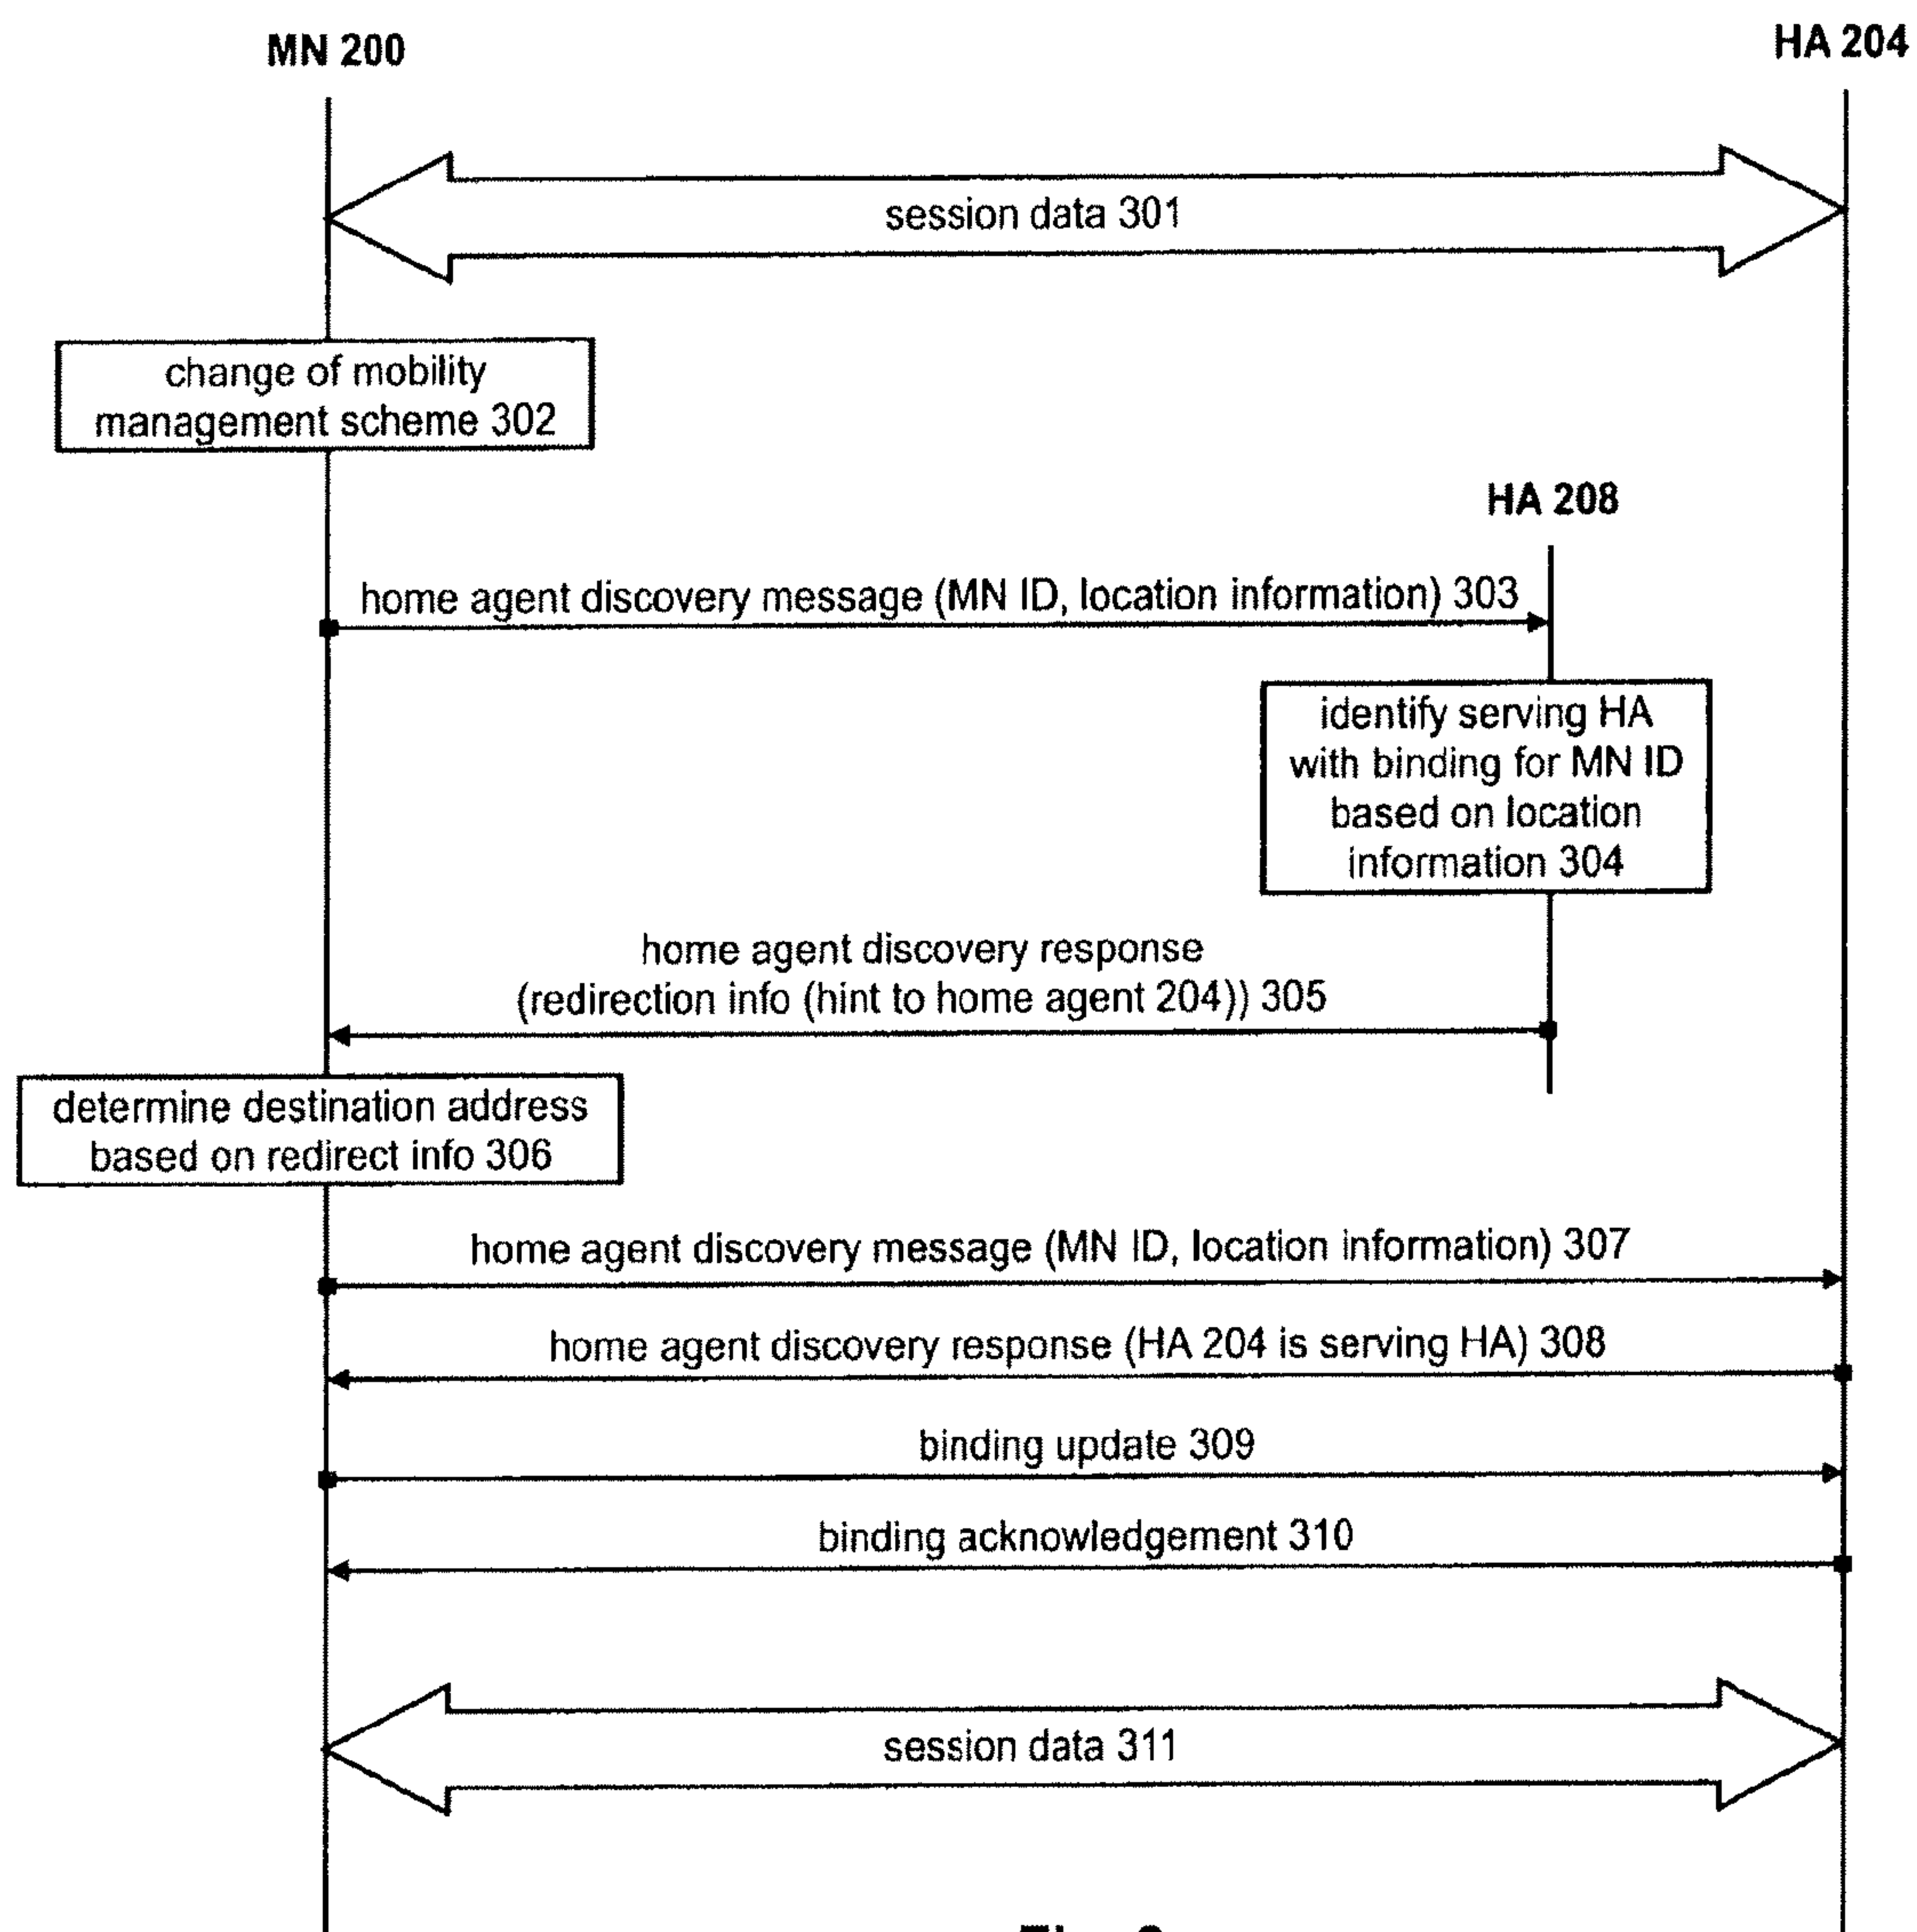 MN 200
HA 204
session data 301
change of mobility
management scheme 302
HA 208
home agent discovery message (MN ID, location information) 303
identify serving HA
with binding for MN ID
based on location
information 304
home agent discovery response
(redirection info (hint to home agent 204)) 305
determine destination address
based on redirect info 306
home agent discovery message (MN ID, location information) 307
home agent discovery response (HA 204 is serving HA) 308
binding update 309
binding acknowledgement 310
session data 311